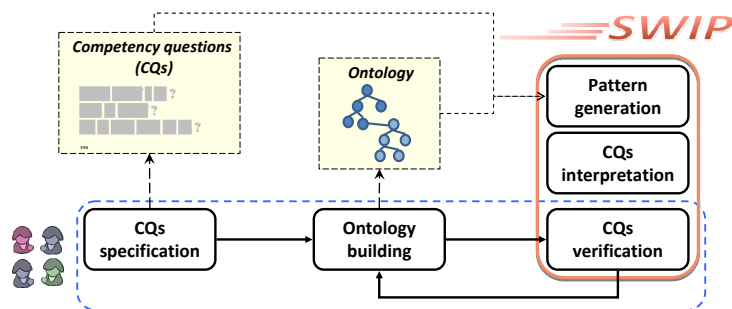 Competency questions
(CQs)
?
?
?
...
Ontology
SWIP
Pattern
generation
CQs
interpretation
CQs
specification
Ontology
building
CQs
verification